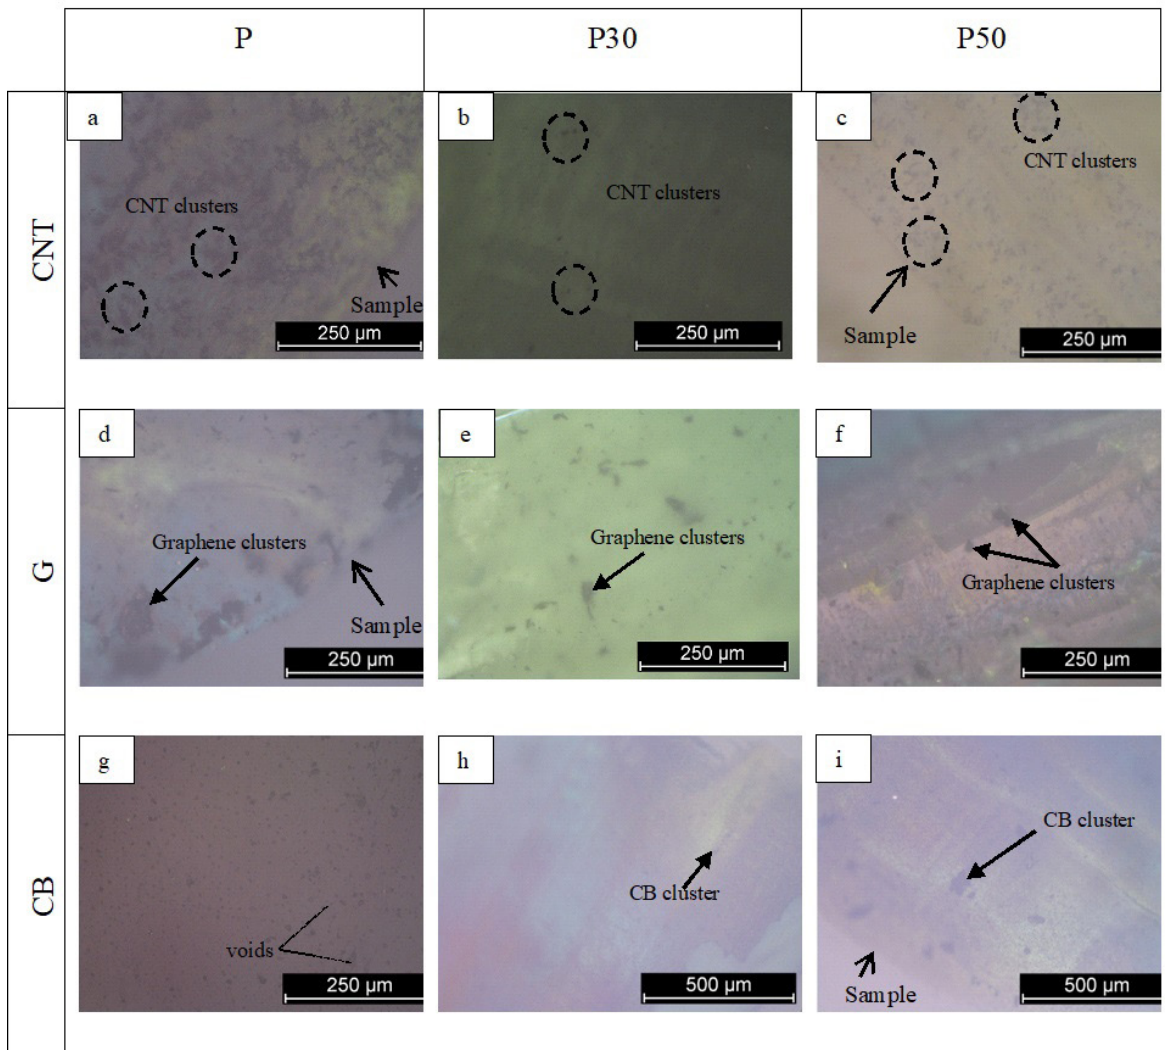 P P30 P50
CNT
a
CNT clusters
Sample
250 µm
b
CNT clusters
250 µm
c
CNT clusters
Sample
250 µm
G
d
Graphene clusters
Sample
250 µm
e
Graphene clusters
250 µm
f
Graphene clusters
250 µm
CB
g
voids
250 µm
h
CB cluster
500 µm
i
CB cluster
Sample
500 µm